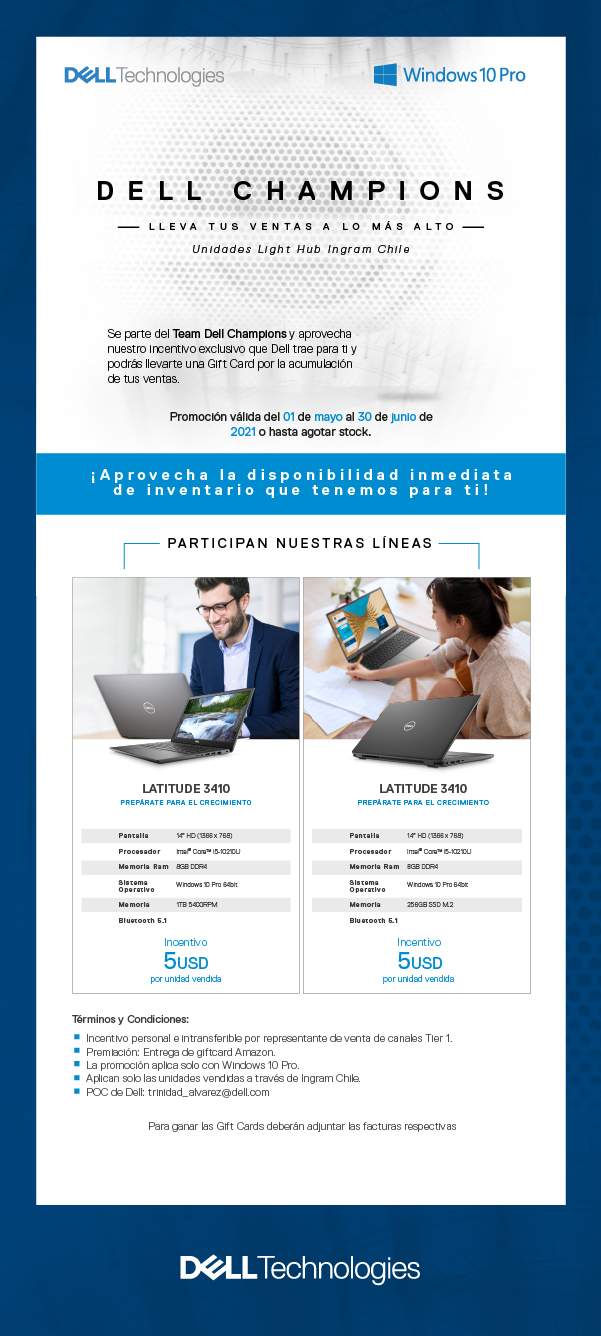 DELL Technologies
Windows 10 Pro
DELL CHAMPIONS
LLEVA TUS VENTAS A LO MÁS ALTO
Unidades Light Hub Ingram Chile
Se parte del Team Dell Champions y aprovecha
nuestro incentivo exclusivo que Dell trae para ti y
podrás llevarte una Gift Card por la acumulación
de tus ventas.
Promoción válida del 01 de mayo al 30 de junio de
2021 o hasta agotar stock.
¡Aprovecha la disponibilidad inmediata
de inventario que tenemos para ti!
PARTICIPAN NUESTRAS LÍNEAS
LATITUDE 3410
PREPÁRATE PARA EL CRECIMIENTO
Pantalla 14" HD (1366 x 768)
Procesador Intel® Core™ i5-10210U
Memoria Ram 8GB DDR4
Sistema
Operativo Windows 10 Pro 64bit
Memoria 1TB 5400RPM
Bluetooth 5.1
Incentivo
5USD
por unidad vendida
LATITUDE 3410
PREPÁRATE PARA EL CRECIMIENTO
Pantalla 14" HD (1366 x 768)
Procesador Intel® Core™ i5-10210U
Memoria Ram 8GB DDR4
Sistema
Operativo Windows 10 Pro 64bit
Memoria 256GB SSD M.2
Bluetooth 5.1
Incentivo
5USD
por unidad vendida
Términos y Condiciones:
Incentivo personal e intransferible por representante de venta de canales Tier 1.
Premiación: Entrega de giftcard Amazon.
La promoción aplica solo con Windows 10 Pro.
Aplican solo las unidades vendidas a través de Ingram Chile.
POC de Dell: trinidad_alvarez@dell.com
Para ganar las Gift Cards deberán adjuntar las facturas respectivas
DELL Technologies